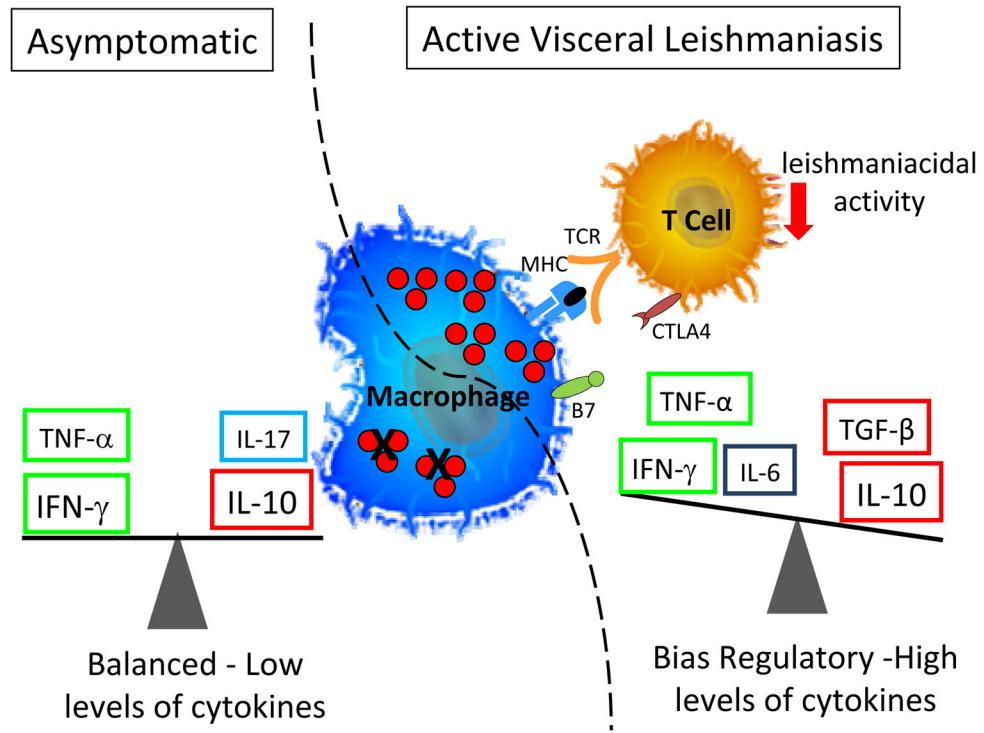 Asymptomatic
Active Visceral Leishmaniasis
leishmaniacidal
activity
T Cell
TCR
MHC
CTLA4
Macrophage
B7
X
X
TNF-α
IL-17
IFN-γ
IL-10
TNF-α
TGF-β
IFN-γ
IL-6
IL-10
Balanced - Low
levels of cytokines
Bias Regulatory -High
levels of cytokines